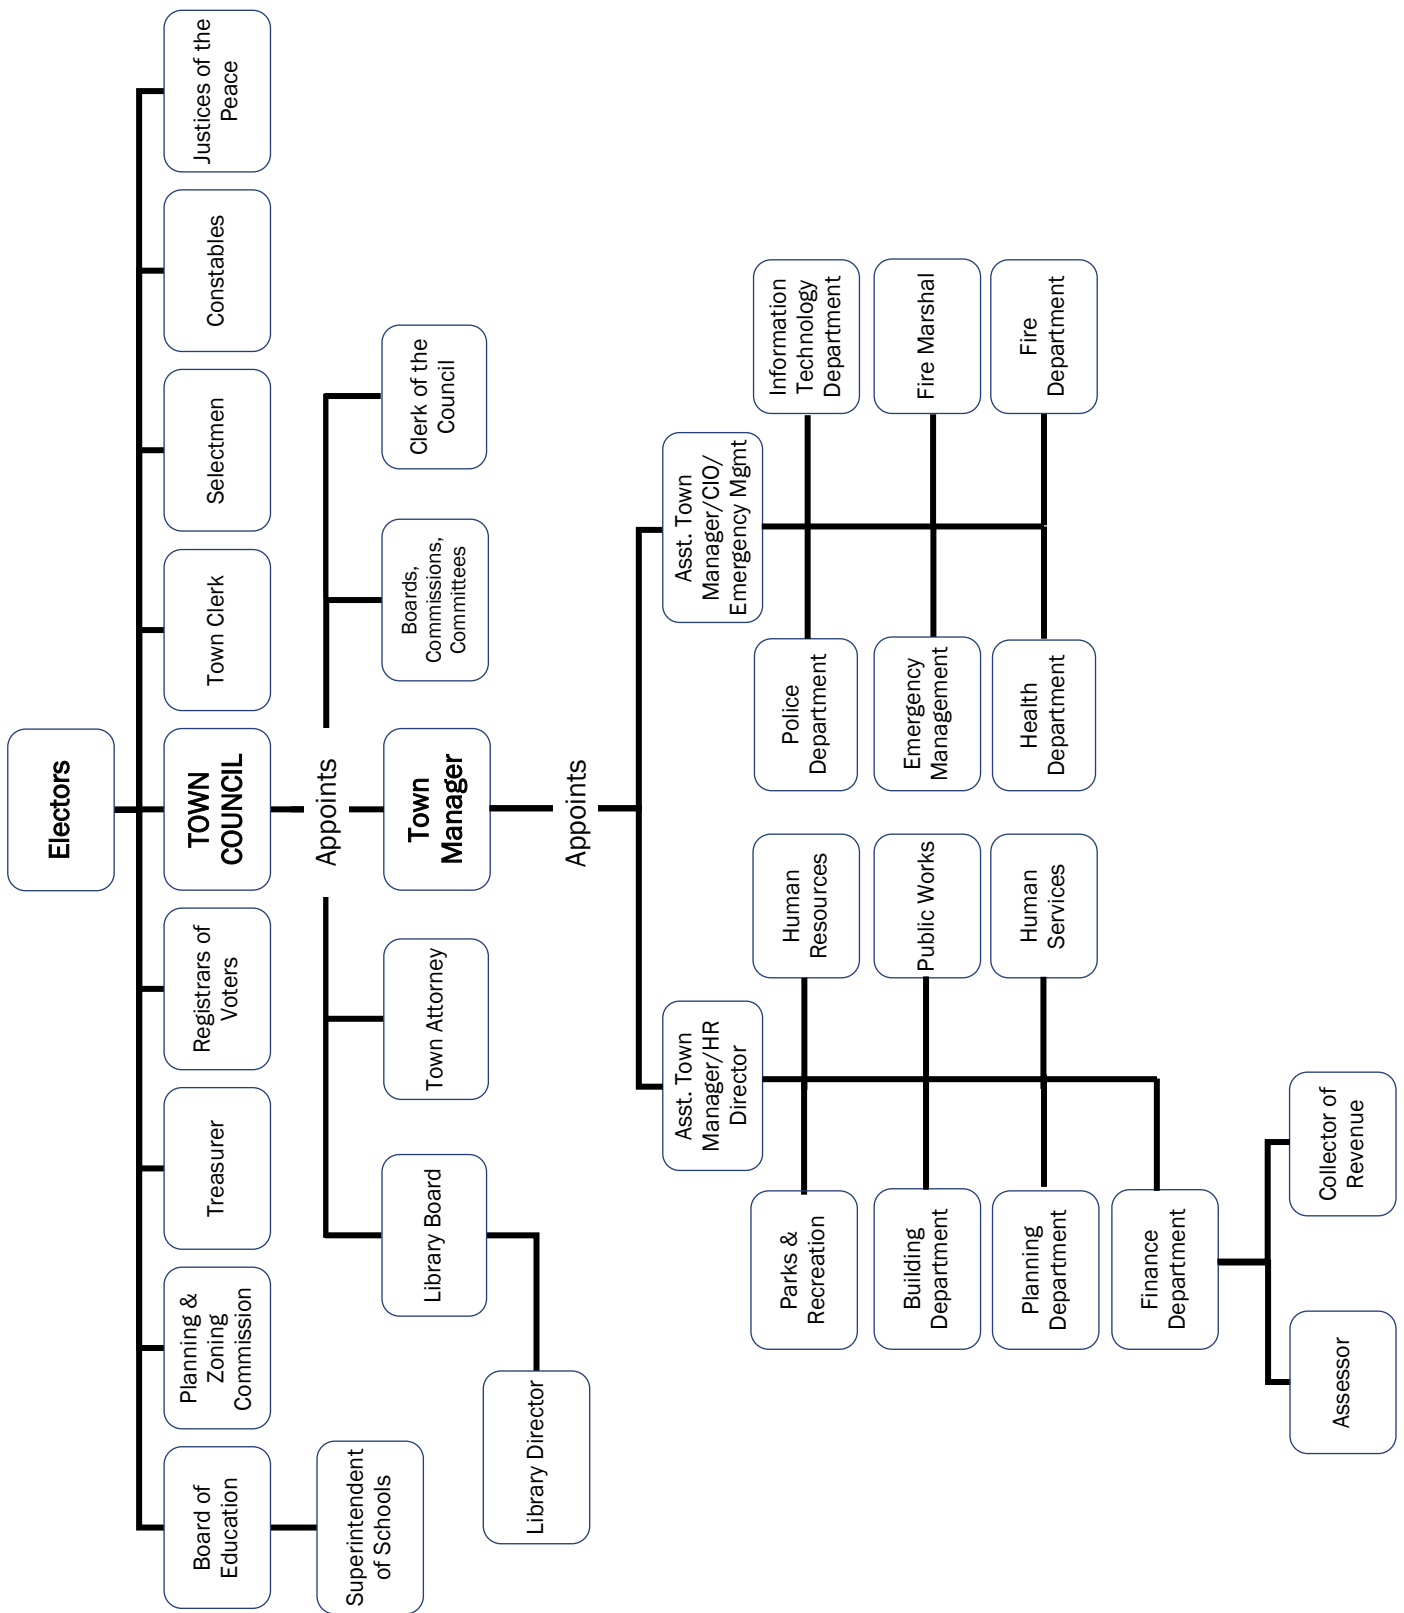 Electors
Board of
Education
Planning &
Zoning
Commission
Treasurer
Registrars of
Voters
TOWN
COUNCIL
Town Clerk
Selectmen
Constables
Justices of the
Peace
Superintendent
of Schools
Appoints
Library Board
Town Attorney
Town
Manager
Boards,
Commissions,
Committees
Clerk of the
Council
Library Director
Appoints
Asst. Town
Manager/HR
Director
Asst. Town
Manager/CIO/
Emergency Mgmt
Parks &
Recreation
Human
Resources
Police
Department
Information
Technology
Department
Building
Department
Public Works
Emergency
Management
Fire Marshal
Planning
Department
Human
Services
Health
Department
Fire
Department
Finance
Department
Assessor
Collector of
Revenue